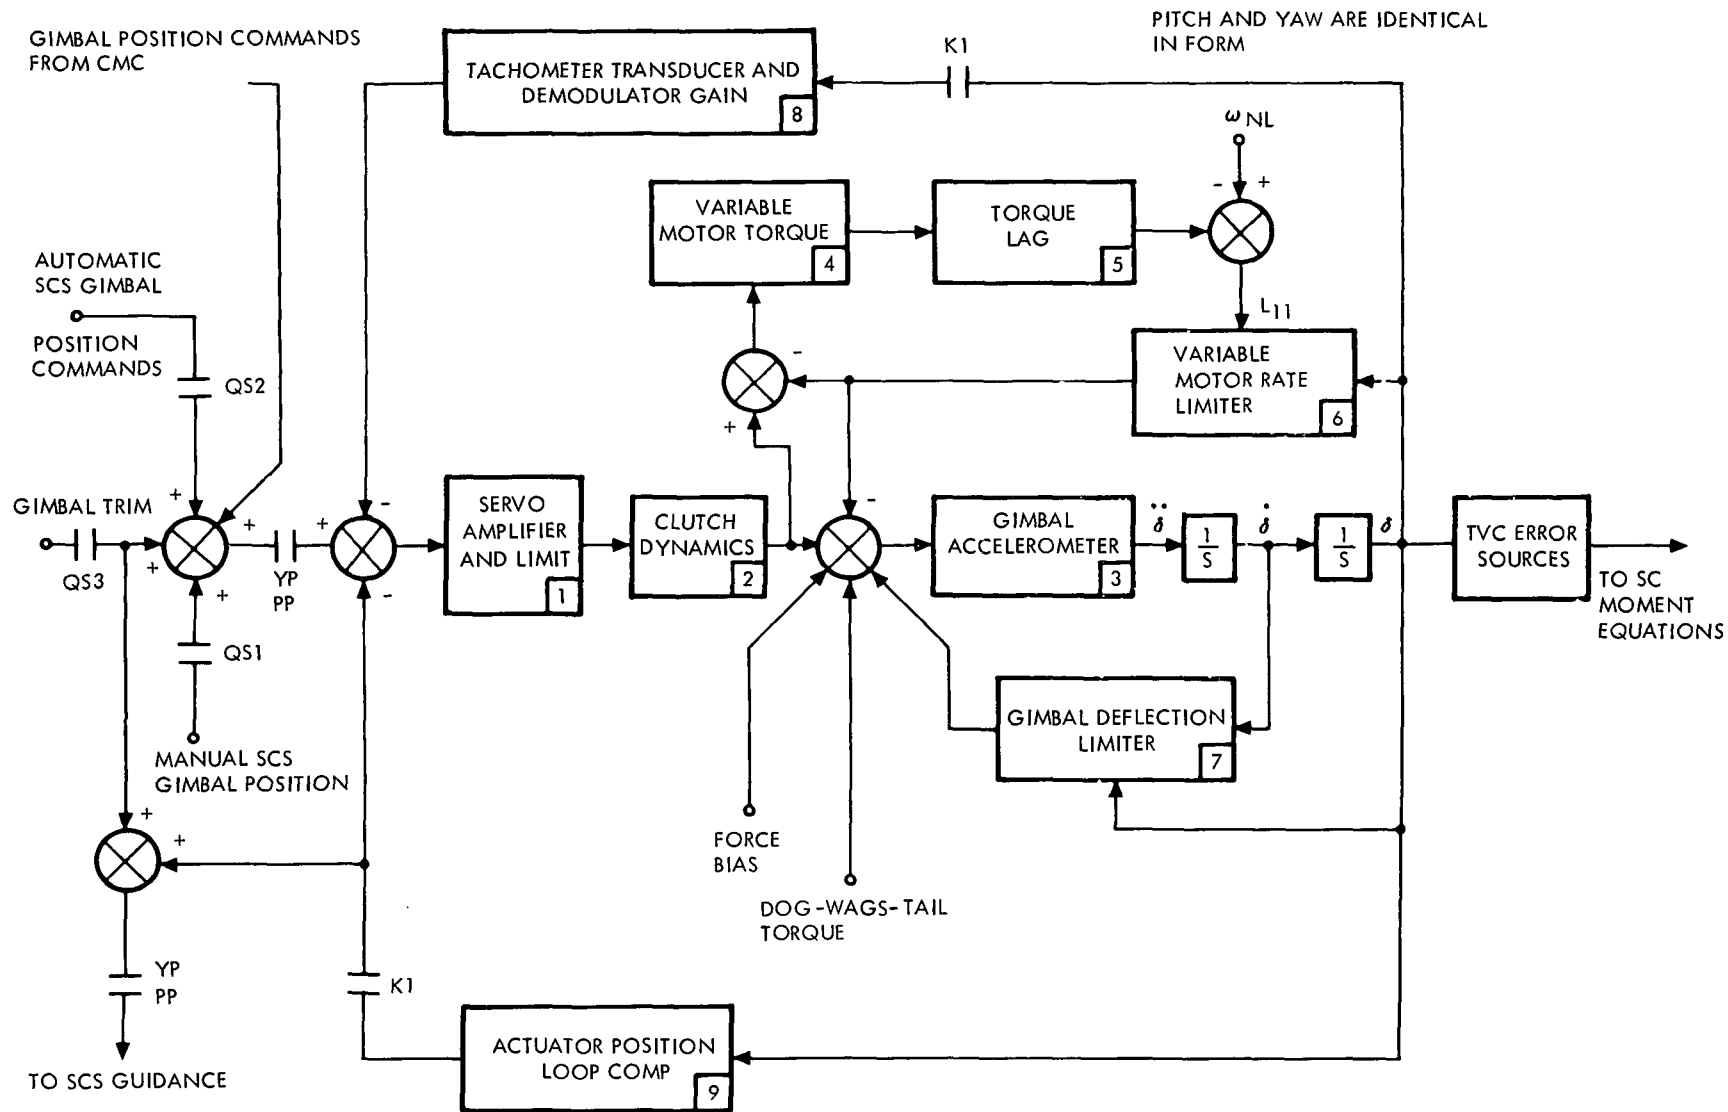 GIMBAL POSITION COMMANDS
FROM CMC
PITCH AND YAW ARE IDENTICAL
IN FORM
K1
TACHOMETER TRANSDUCER AND
DEMODULATOR GAIN
8
ωNL
- +
VARIABLE
MOTOR TORQUE
4
TORQUE
LAG
5
AUTOMATIC
SCS GIMBAL
POSITION
COMMANDS
QS2
L11
VARIABLE
MOTOR RATE
LIMITER
6
-
+
GIMBAL TRIM
QS3
+
+
+
+
YP
PP
+
-
-
SERVO
AMPLIFIER
AND LIMIT
1
CLUTCH
DYNAMICS
2
-
GIMBAL
ACCELEROMETER
3
δ̈
1
S
δ̇
1
S
δ
TVC ERROR
SOURCES
TO SC
MOMENT
EQUATIONS
QS1
MANUAL SCS
GIMBAL POSITION
GIMBAL DEFLECTION
LIMITER
7
+
+
FORCE
BIAS
DOG-WAGS-TAIL
TORQUE
YP
PP
K1
ACTUATOR POSITION
LOOP COMP
9
TO SCS GUIDANCE